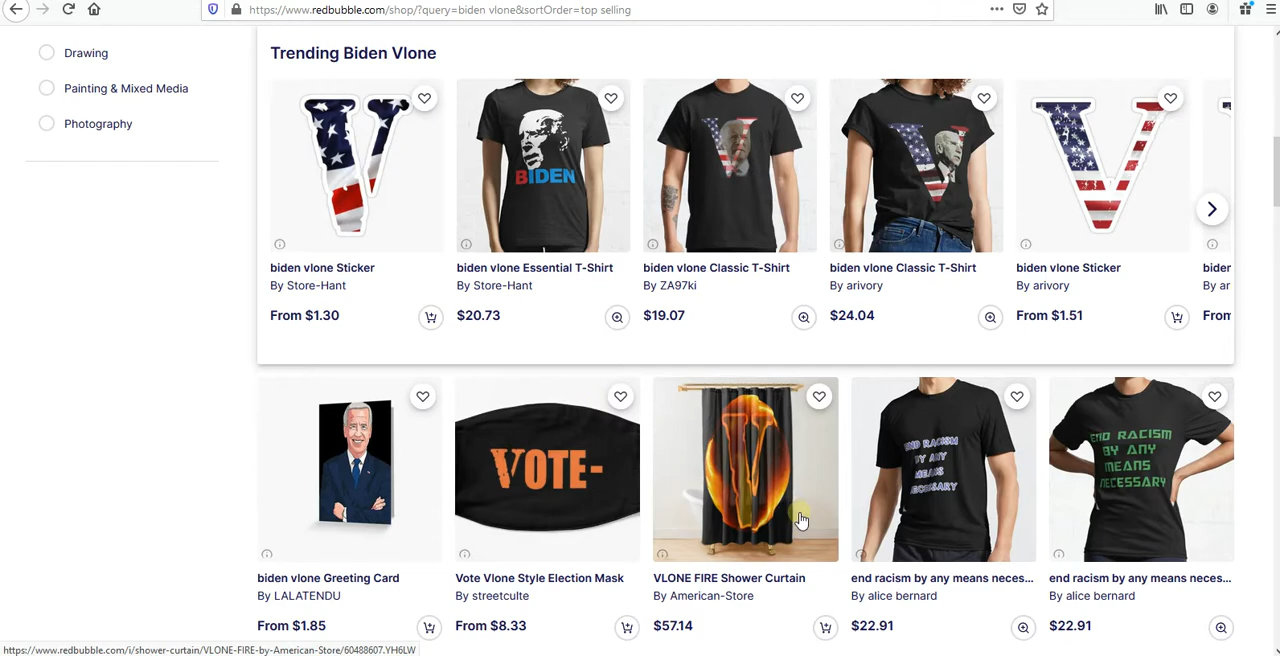 https://www.redbubble.com/shop/?query=biden vlone&sortOrder=top selling
Drawing
Painting & Mixed Media
Photography
Trending Biden Vlone
V
BIDEN
V
V
V
biden vlone Sticker
By Store-Hant
From $1.30
biden vlone Essential T-Shirt
By Store-Hant
$20.73
biden vlone Classic T-Shirt
By ZA97ki
$19.07
biden vlone Classic T-Shirt
By arivory
$24.04
biden vlone Sticker
By arivory
From $1.51
biden
By ar
From
VOTE-
V
END RACISM
BY ANY
MEANS
NECESSARY
END RACISM
BY ANY
MEANS
NECESSARY
biden vlone Greeting Card
By LALATENDU
From $1.85
Vote Vlone Style Election Mask
By streetculte
From $8.33
VLONE FIRE Shower Curtain
By American-Store
$57.14
end racism by any means neces...
By alice bernard
$22.91
end racism by any means neces...
By alice bernard
$22.91
https://www.redbubble.com/i/shower-curtain/VLONE-FIRE-by-American-Store/60488607.YH6LW